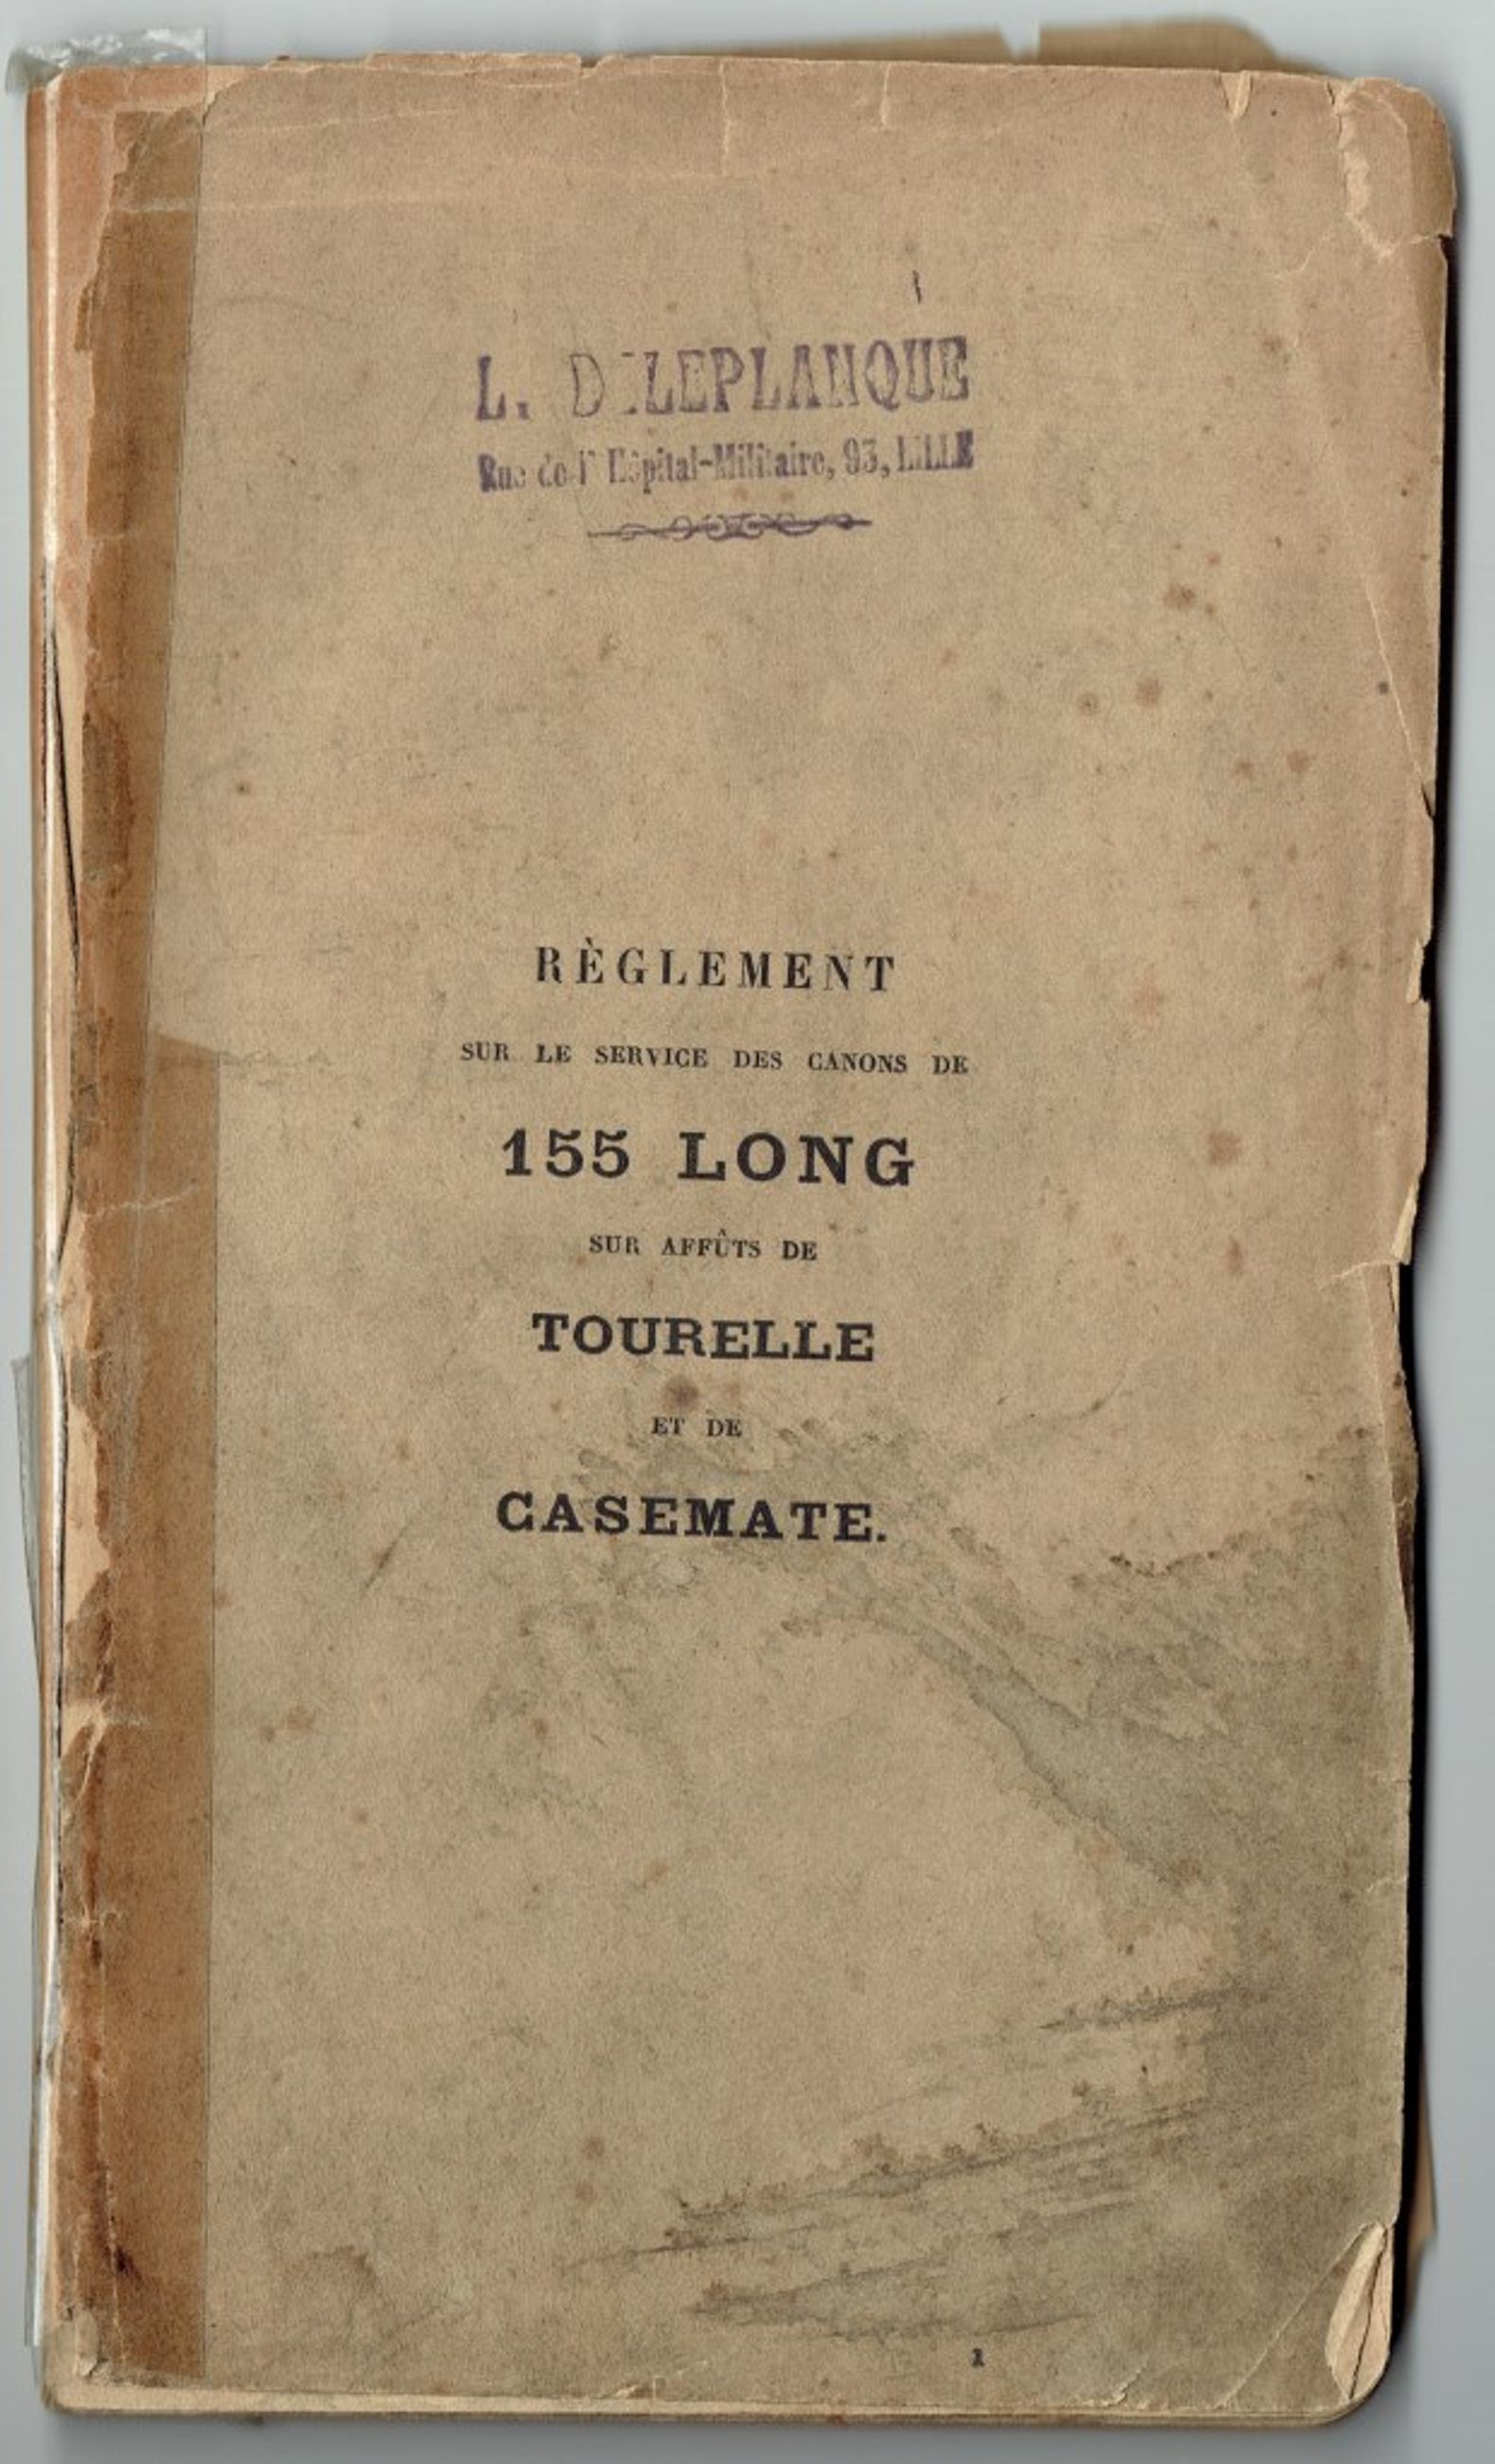 L. DELEPLANQUE
Rue de l'Hôpital-Militaire, 93, LILLE
RÈGLEMENT
SUR LE SERVICE DES CANONS DE
155 LONG
SUR AFFÛTS DE
TOURELLE
ET DE
CASEMATE.
1